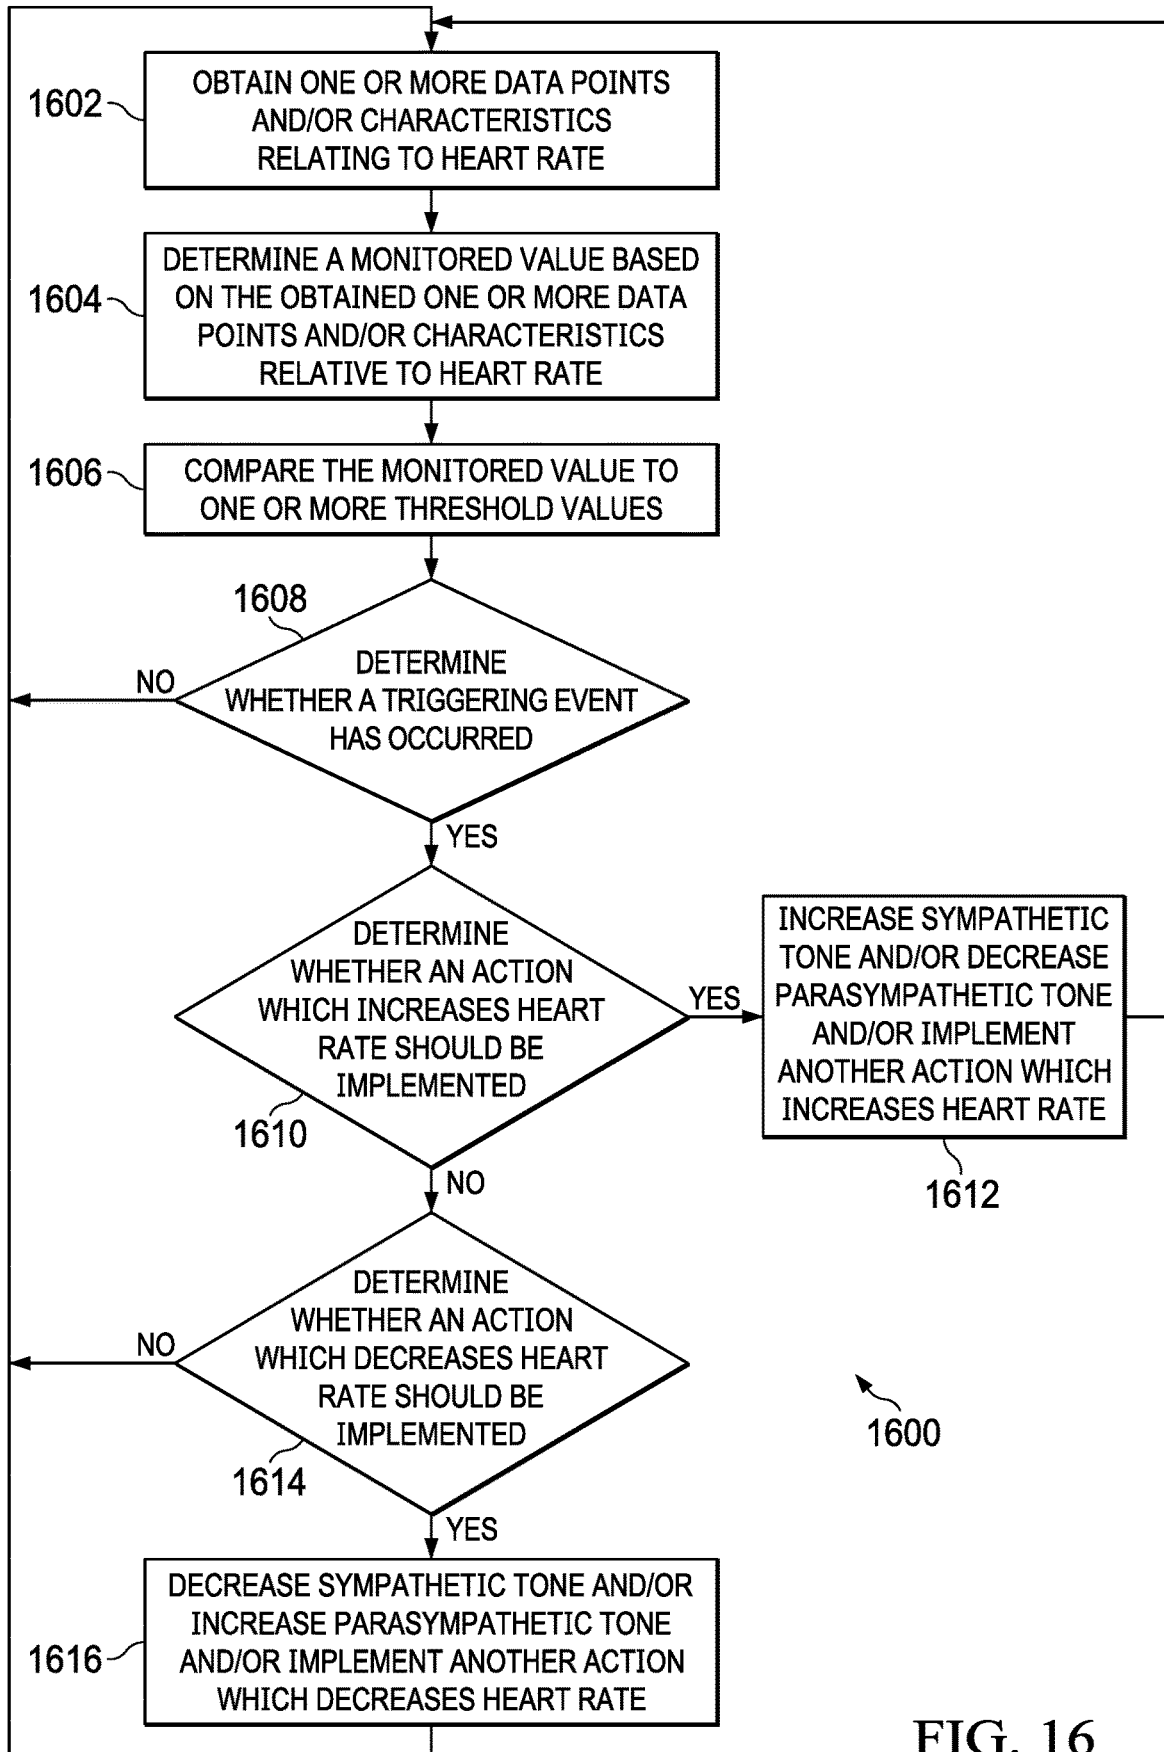 1602
OBTAIN ONE OR MORE DATA POINTS
AND/OR CHARACTERISTICS
RELATING TO HEART RATE
1604
DETERMINE A MONITORED VALUE BASED
ON THE OBTAINED ONE OR MORE DATA
POINTS AND/OR CHARACTERISTICS
RELATIVE TO HEART RATE
1606
COMPARE THE MONITORED VALUE TO
ONE OR MORE THRESHOLD VALUES
1608
DETERMINE
WHETHER A TRIGGERING EVENT
HAS OCCURRED
NO
YES
DETERMINE
WHETHER AN ACTION
WHICH INCREASES HEART
RATE SHOULD BE
IMPLEMENTED
1610
YES
INCREASE SYMPATHETIC
TONE AND/OR DECREASE
PARASYMPATHETIC TONE
AND/OR IMPLEMENT
ANOTHER ACTION WHICH
INCREASES HEART RATE
1612
NO
DETERMINE
WHETHER AN ACTION
WHICH DECREASES HEART
RATE SHOULD BE
IMPLEMENTED
1614
NO
1600
YES
DECREASE SYMPATHETIC TONE AND/OR
INCREASE PARASYMPATHETIC TONE
AND/OR IMPLEMENT ANOTHER ACTION
WHICH DECREASES HEART RATE
1616
FIG. 16